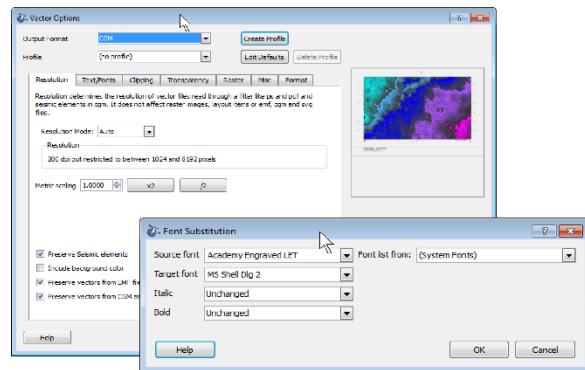 Vector Options
Output Format CGM Create Profile
Profile (no profile) Edit Defaults Delete Profile
Resolution Text/Fonts Clipping Transparency Raster Misc Format
Resolution determines the resolution of vector files read through a filter like ps and pdf and
seismic elements in cgm. It does not affect raster images, layout items or emf, cgm and svg
files.
Resolution Mode: Auto
Resolution
200 dpi but restricted to between 1024 and 8192 pixels
Metric scaling 1.0000 x2 /2
Preserve Seismic elements
Include background color
Preserve vectors from EMF file
Preserve vectors from CGM
Help
Font Substitution
Source font Academy Engraved LET Font list from: (System Fonts)
Target font MS Shell Dlg 2
Italic Unchanged
Bold Unchanged
Help OK Cancel